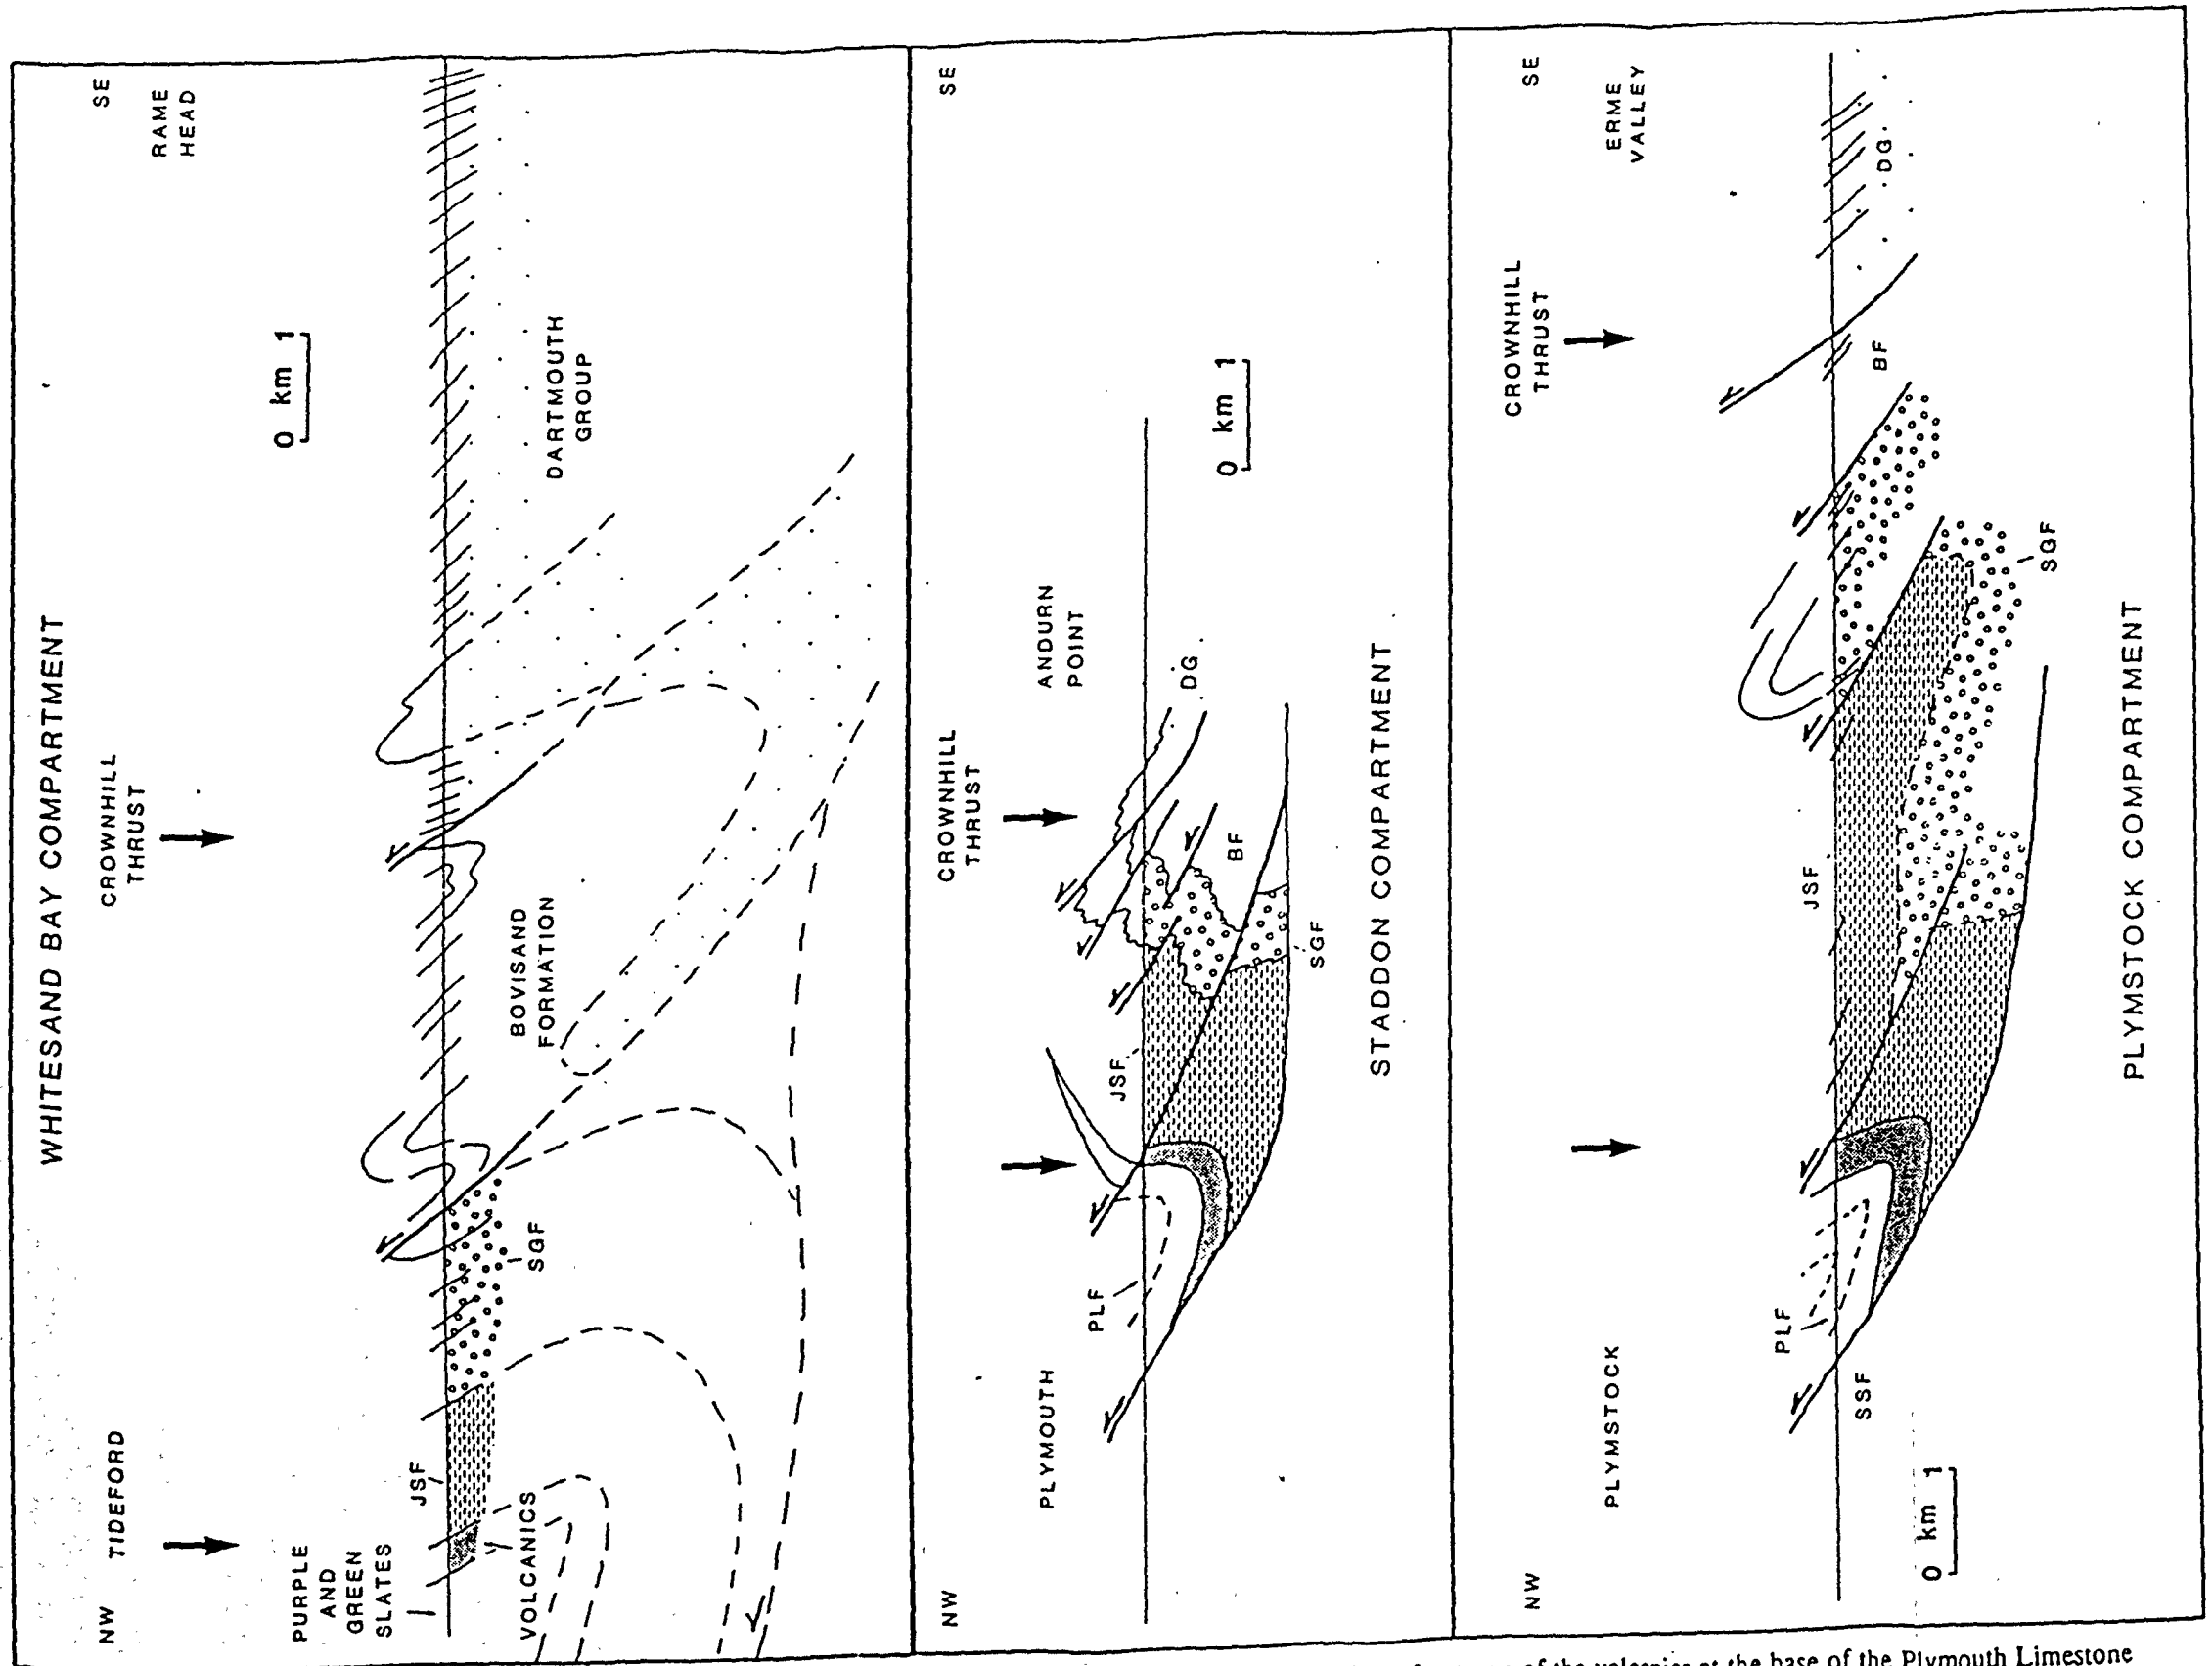 WHITESAND BAY COMPARTMENT
NW
TIDEFORD
CROWNHILL
THRUST
SE
RAME
HEAD
PURPLE
AND
GREEN
SLATES
JSF
VOLCANICS
SGF
BOVISAND
FORMATION
DARTMOUTH
GROUP
0 km 1
NW
PLYMOUTH
CROWNHILL
THRUST
ANDURN
POINT
SE
PLF
JSF
SGF
BF
DG
0 km 1
STADDON COMPARTMENT
NW
PLYMSTOCK
CROWNHILL
THRUST
ERME
VALLEY
SE
SSF
PLF
JSF
SGF
BF
DG
0 km 1
PLYMSTOCK COMPARTMENT
of the volcanics at the base of the Plymouth Limestone